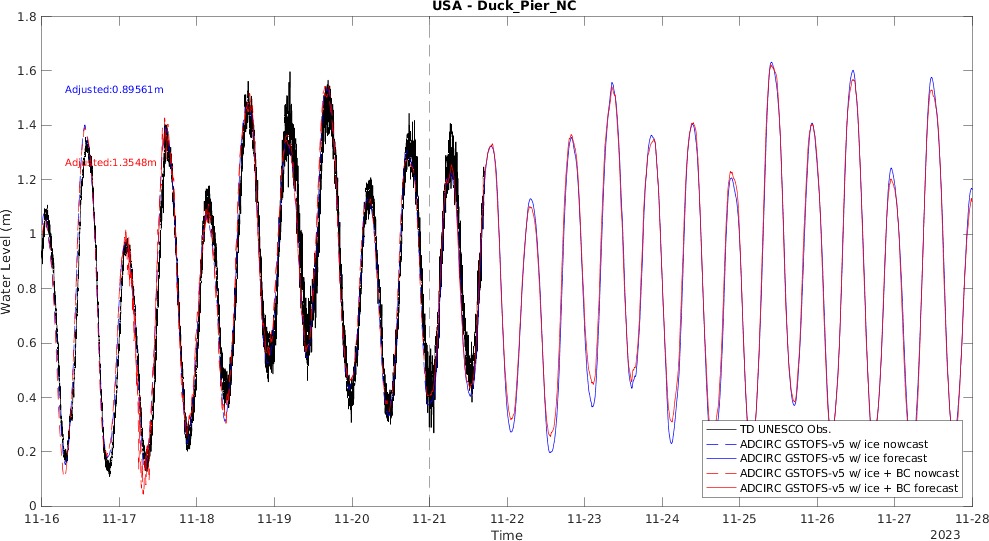 USA - Duck_Pier_NC
1.8
1.6
1.4
1.2
1
0.8
0.6
0.4
0.2
0
Water Level (m)
Adjusted:0.89561m
Adjusted:1.3548m
TD UNESCO Obs.
ADCIRC GSTOFS-v5 w/ ice nowcast
ADCIRC GSTOFS-v5 w/ ice forecast
ADCIRC GSTOFS-v5 w/ ice + BC nowcast
ADCIRC GSTOFS-v5 w/ ice + BC forecast
11-16 11-17 11-18 11-19 11-20 11-21 11-22 11-23 11-24 11-25 11-26 11-27 11-28
Time
2023